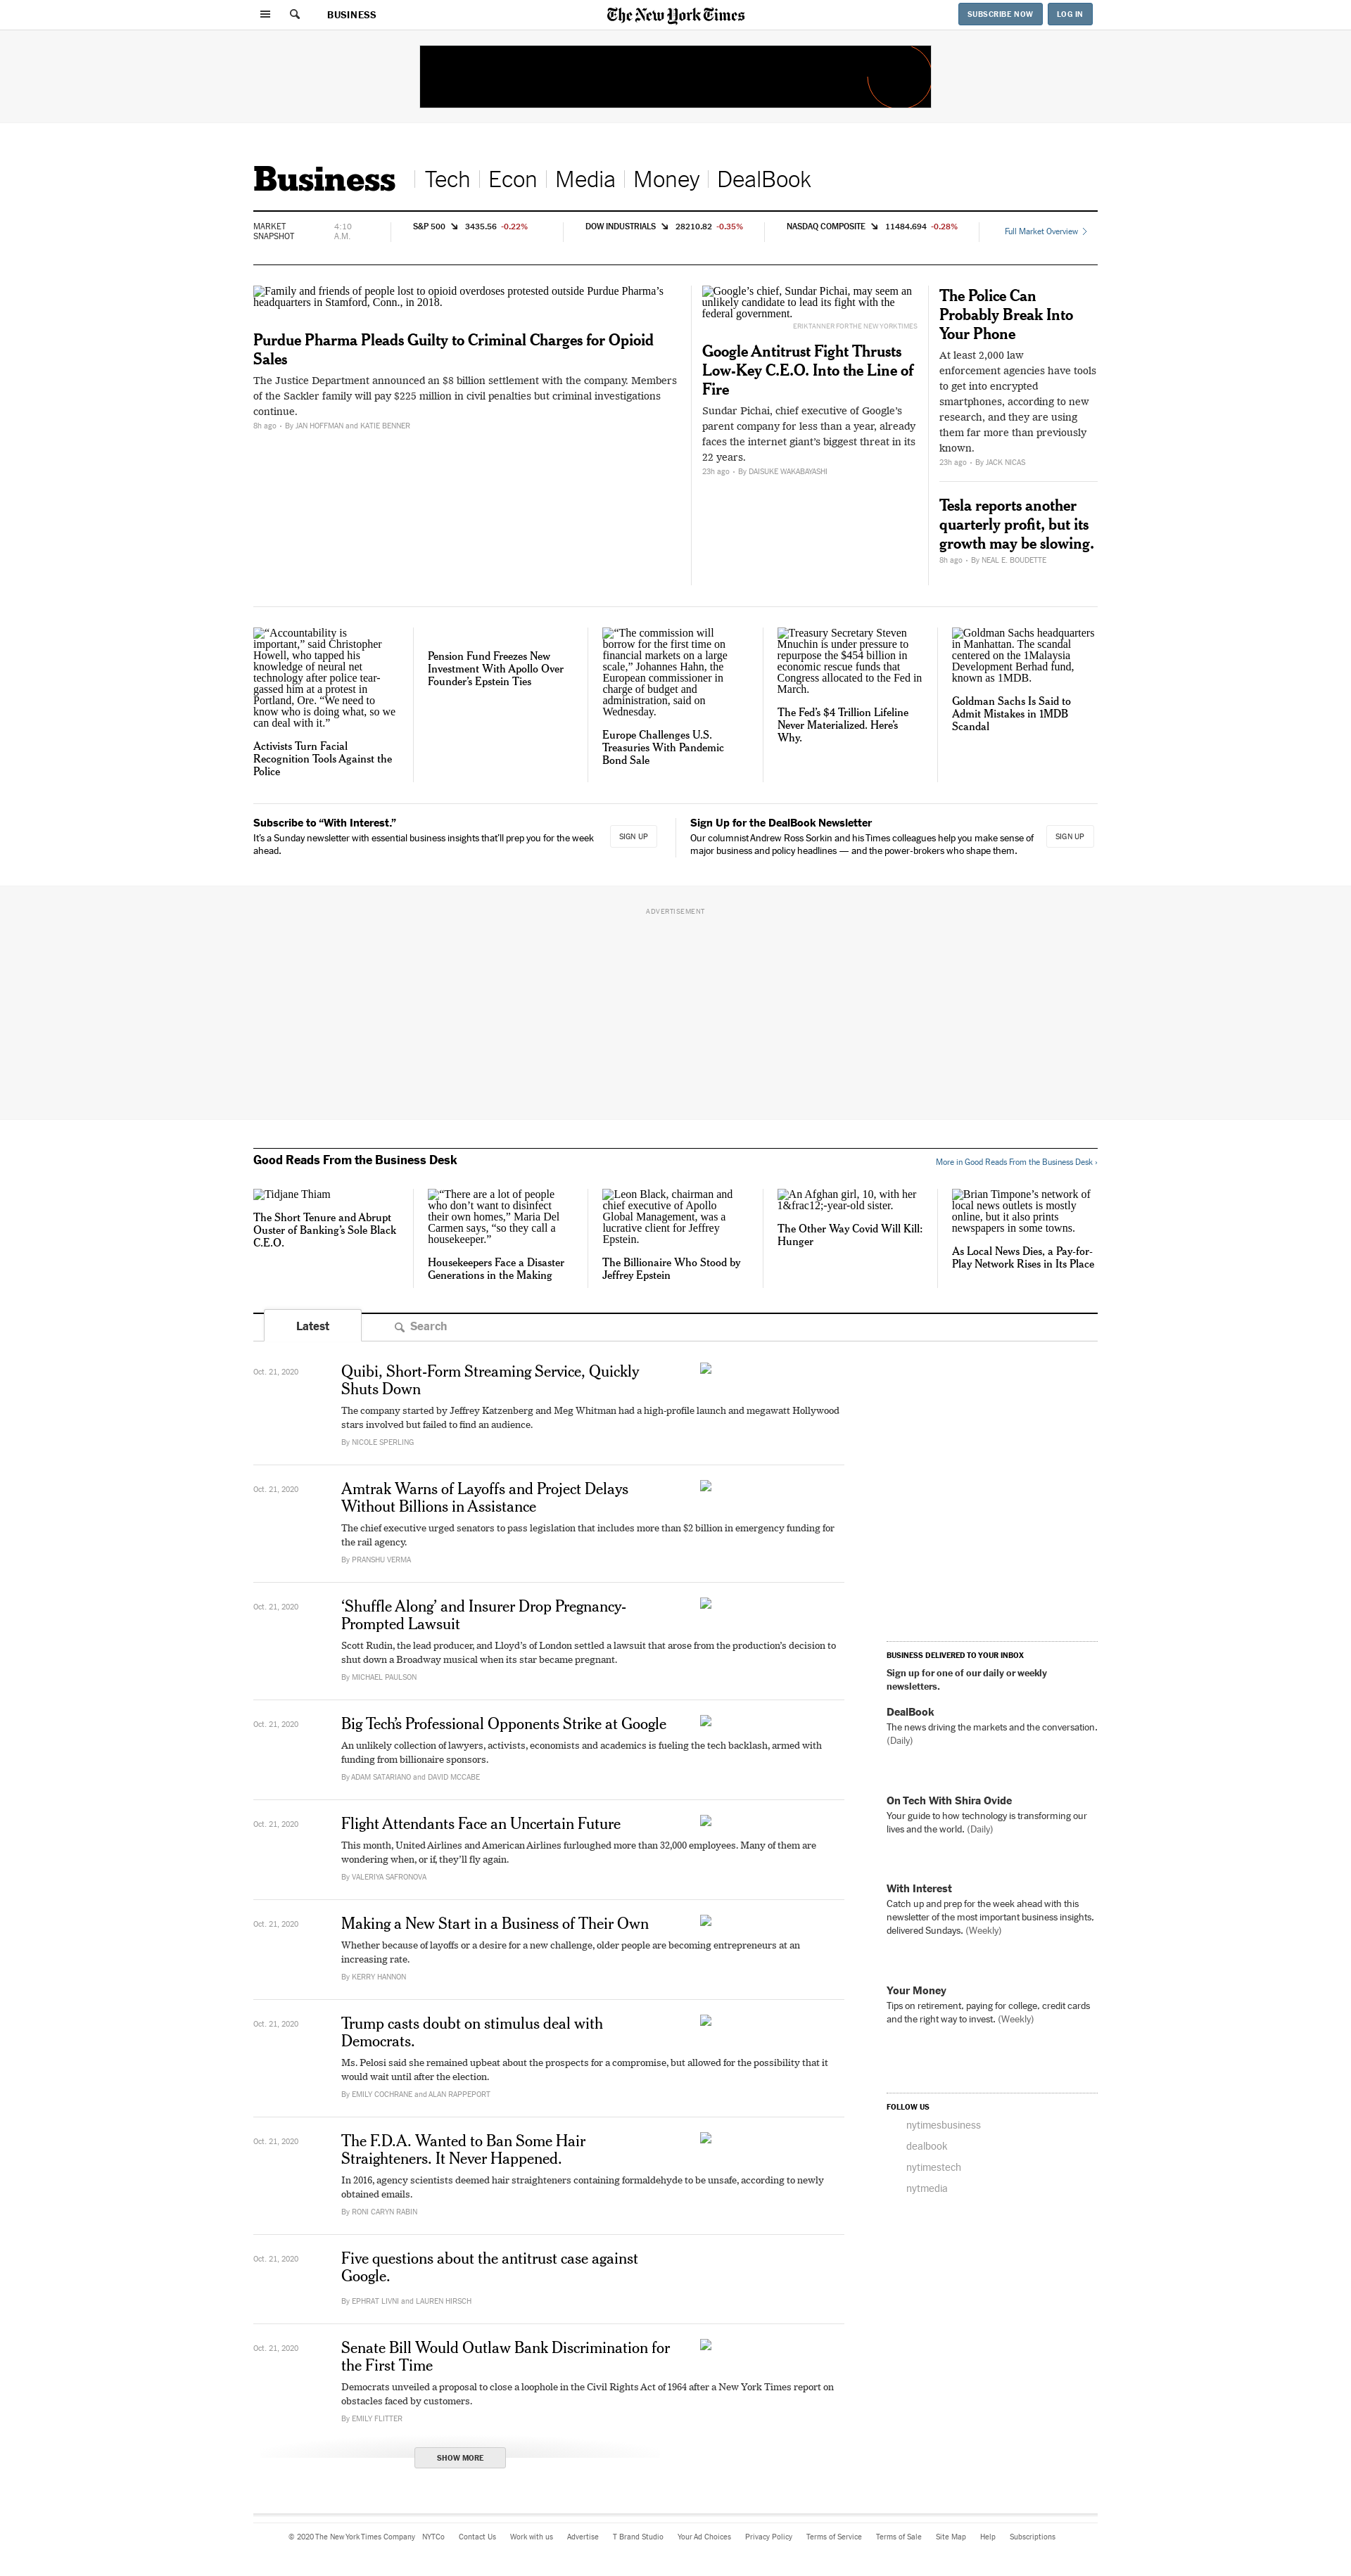 BUSINESS
The New York Times
SUBSCRIBE NOW
LOG IN
Business
Tech
Econ
Media
Money
DealBook
MARKET
SNAPSHOT
4:10
A.M.
S&P 500 3435.56 -0.22%
DOW INDUSTRIALS 28210.82 -0.35%
NASDAQ COMPOSITE 11484.694 -0.28%
Full Market Overview
Family and friends of people lost to opioid overdoses protested outside Purdue Pharma’s
headquarters in Stamford, Conn., in 2018.
Purdue Pharma Pleads Guilty to Criminal Charges for Opioid
Sales
The Justice Department announced an $8 billion settlement with the company. Members
of the Sackler family will pay $225 million in civil penalties but criminal investigations
continue.
8h ago · By JAN HOFFMAN and KATIE BENNER
Google’s chief, Sundar Pichai, may seem an
unlikely candidate to lead its fight with the
federal government.
ERIK TANNER FOR THE NEW YORK TIMES
Google Antitrust Fight Thrusts
Low-Key C.E.O. Into the Line of
Fire
Sundar Pichai, chief executive of Google’s
parent company for less than a year, already
faces the internet giant’s biggest threat in its
22 years.
23h ago · By DAISUKE WAKABAYASHI
The Police Can
Probably Break Into
Your Phone
At least 2,000 law
enforcement agencies have tools
to get into encrypted
smartphones, according to new
research, and they are using
them far more than previously
known.
23h ago · By JACK NICAS
Tesla reports another
quarterly profit, but its
growth may be slowing.
8h ago · By NEAL E. BOUDETTE
“Accountability is
important,” said Christopher
Howell, who tapped his
knowledge of neural net
technology after police tear-
gassed him at a protest in
Portland, Ore. “We need to
know who is doing what, so we
can deal with it.”
Activists Turn Facial
Recognition Tools Against the
Police
Pension Fund Freezes New
Investment With Apollo Over
Founder’s Epstein Ties
“The commission will
borrow for the first time on
financial markets on a large
scale,” Johannes Hahn, the
European commissioner in
charge of budget and
administration, said on
Wednesday.
Europe Challenges U.S.
Treasuries With Pandemic
Bond Sale
Treasury Secretary Steven
Mnuchin is under pressure to
repurpose the $454 billion in
economic rescue funds that
Congress allocated to the Fed in
March.
The Fed’s $4 Trillion Lifeline
Never Materialized. Here’s
Why.
Goldman Sachs headquarters
in Manhattan. The scandal
centered on the 1Malaysia
Development Berhad fund,
known as 1MDB.
Goldman Sachs Is Said to
Admit Mistakes in 1MDB
Scandal
Subscribe to “With Interest.”
It’s a Sunday newsletter with essential business insights that’ll prep you for the week
ahead.
SIGN UP
Sign Up for the DealBook Newsletter
Our columnist Andrew Ross Sorkin and his Times colleagues help you make sense of
major business and policy headlines — and the power-brokers who shape them.
SIGN UP
ADVERTISEMENT
Good Reads From the Business Desk
More in Good Reads From the Business Desk ›
Tidjane Thiam
The Short Tenure and Abrupt
Ouster of Banking’s Sole Black
C.E.O.
“There are a lot of people
who don’t want to disinfect
their own homes,” Maria Del
Carmen says, “so they call a
housekeeper.”
Housekeepers Face a Disaster
Generations in the Making
Leon Black, chairman and
chief executive of Apollo
Global Management, was a
lucrative client for Jeffrey
Epstein.
The Billionaire Who Stood by
Jeffrey Epstein
An Afghan girl, 10, with her
1&frac12;-year-old sister.
The Other Way Covid Will Kill:
Hunger
Brian Timpone’s network of
local news outlets is mostly
online, but it also prints
newspapers in some towns.
As Local News Dies, a Pay-for-
Play Network Rises in Its Place
Latest
Search
Oct. 21, 2020
Quibi, Short-Form Streaming Service, Quickly
Shuts Down
The company started by Jeffrey Katzenberg and Meg Whitman had a high-profile launch and megawatt Hollywood
stars involved but failed to find an audience.
By NICOLE SPERLING
Oct. 21, 2020
Amtrak Warns of Layoffs and Project Delays
Without Billions in Assistance
The chief executive urged senators to pass legislation that includes more than $2 billion in emergency funding for
the rail agency.
By PRANSHU VERMA
Oct. 21, 2020
‘Shuffle Along’ and Insurer Drop Pregnancy-
Prompted Lawsuit
Scott Rudin, the lead producer, and Lloyd’s of London settled a lawsuit that arose from the production’s decision to
shut down a Broadway musical when its star became pregnant.
By MICHAEL PAULSON
Oct. 21, 2020
Big Tech’s Professional Opponents Strike at Google
An unlikely collection of lawyers, activists, economists and academics is fueling the tech backlash, armed with
funding from billionaire sponsors.
By ADAM SATARIANO and DAVID MCCABE
Oct. 21, 2020
Flight Attendants Face an Uncertain Future
This month, United Airlines and American Airlines furloughed more than 32,000 employees. Many of them are
wondering when, or if, they’ll fly again.
By VALERIYA SAFRONOVA
Oct. 21, 2020
Making a New Start in a Business of Their Own
Whether because of layoffs or a desire for a new challenge, older people are becoming entrepreneurs at an
increasing rate.
By KERRY HANNON
Oct. 21, 2020
Trump casts doubt on stimulus deal with
Democrats.
Ms. Pelosi said she remained upbeat about the prospects for a compromise, but allowed for the possibility that it
would wait until after the election.
By EMILY COCHRANE and ALAN RAPPEPORT
Oct. 21, 2020
The F.D.A. Wanted to Ban Some Hair
Straighteners. It Never Happened.
In 2016, agency scientists deemed hair straighteners containing formaldehyde to be unsafe, according to newly
obtained emails.
By RONI CARYN RABIN
Oct. 21, 2020
Five questions about the antitrust case against
Google.
By EPHRAT LIVNI and LAUREN HIRSCH
Oct. 21, 2020
Senate Bill Would Outlaw Bank Discrimination for
the First Time
Democrats unveiled a proposal to close a loophole in the Civil Rights Act of 1964 after a New York Times report on
obstacles faced by customers.
By EMILY FLITTER
SHOW MORE
BUSINESS DELIVERED TO YOUR INBOX
Sign up for one of our daily or weekly
newsletters.
DealBook
The news driving the markets and the conversation.
(Daily)
On Tech With Shira Ovide
Your guide to how technology is transforming our
lives and the world. (Daily)
With Interest
Catch up and prep for the week ahead with this
newsletter of the most important business insights,
delivered Sundays. (Weekly)
Your Money
Tips on retirement, paying for college, credit cards
and the right way to invest. (Weekly)
FOLLOW US
nytimesbusiness
dealbook
nytimestech
nytmedia
© 2020 The New York Times Company NYTCo Contact Us Work with us Advertise T Brand Studio Your Ad Choices Privacy Policy Terms of Service Terms of Sale Site Map Help Subscriptions